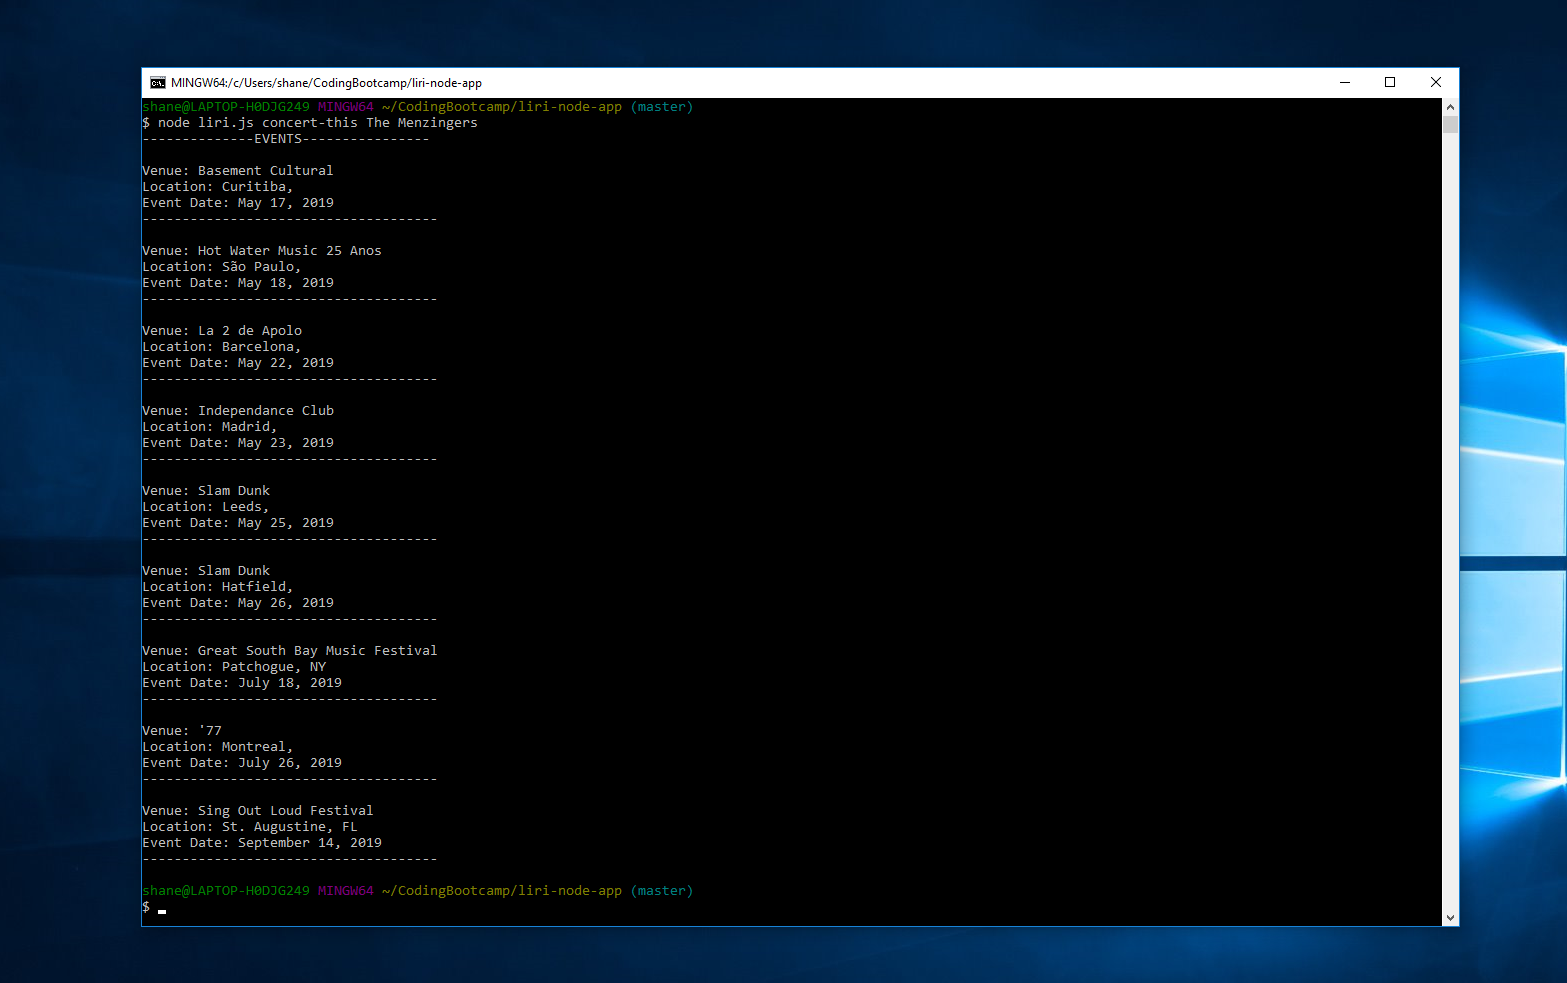 MINGW64:/c/Users/shane/CodingBootcamp/liri-node-app
shane@LAPTOP-H0DJG249 MINGW64 ~/CodingBootcamp/liri-node-app (master)
$ node liri.js concert-this The Menzingers
--------------EVENTS----------------
Venue: Basement Cultural
Location: Curitiba,
Event Date: May 17, 2019
-------------------------------------
Venue: Hot Water Music 25 Anos
Location: São Paulo,
Event Date: May 18, 2019
-------------------------------------
Venue: La 2 de Apolo
Location: Barcelona,
Event Date: May 22, 2019
-------------------------------------
Venue: Independance Club
Location: Madrid,
Event Date: May 23, 2019
-------------------------------------
Venue: Slam Dunk
Location: Leeds,
Event Date: May 25, 2019
-------------------------------------
Venue: Slam Dunk
Location: Hatfield,
Event Date: May 26, 2019
-------------------------------------
Venue: Great South Bay Music Festival
Location: Patchogue, NY
Event Date: July 18, 2019
-------------------------------------
Venue: '77
Location: Montreal,
Event Date: July 26, 2019
-------------------------------------
Venue: Sing Out Loud Festival
Location: St. Augustine, FL
Event Date: September 14, 2019
-------------------------------------
shane@LAPTOP-H0DJG249 MINGW64 ~/CodingBootcamp/liri-node-app (master)
$